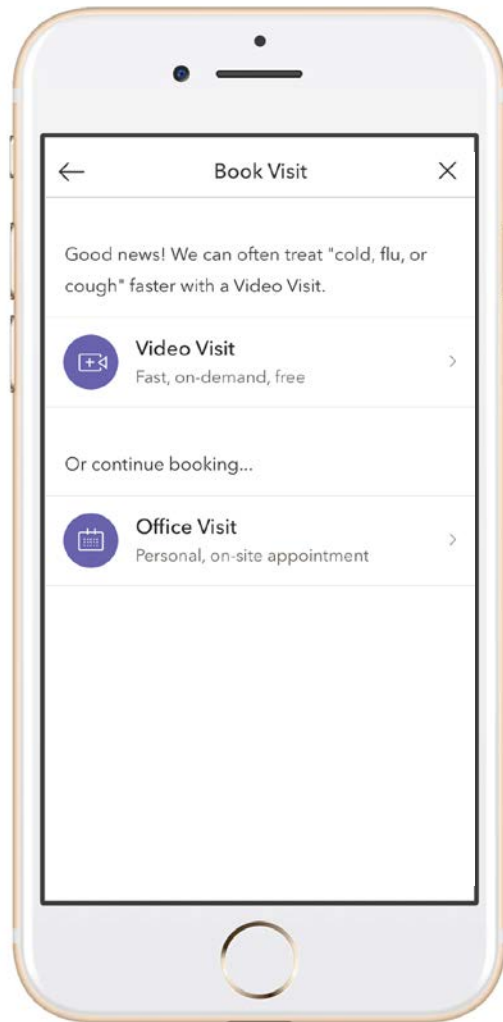 Book Visit
Good news! We can often treat "cold, flu, or
cough" faster with a Video Visit.
Video Visit
Fast, on-demand, free
Or continue booking...
Office Visit
Personal, on-site appointment